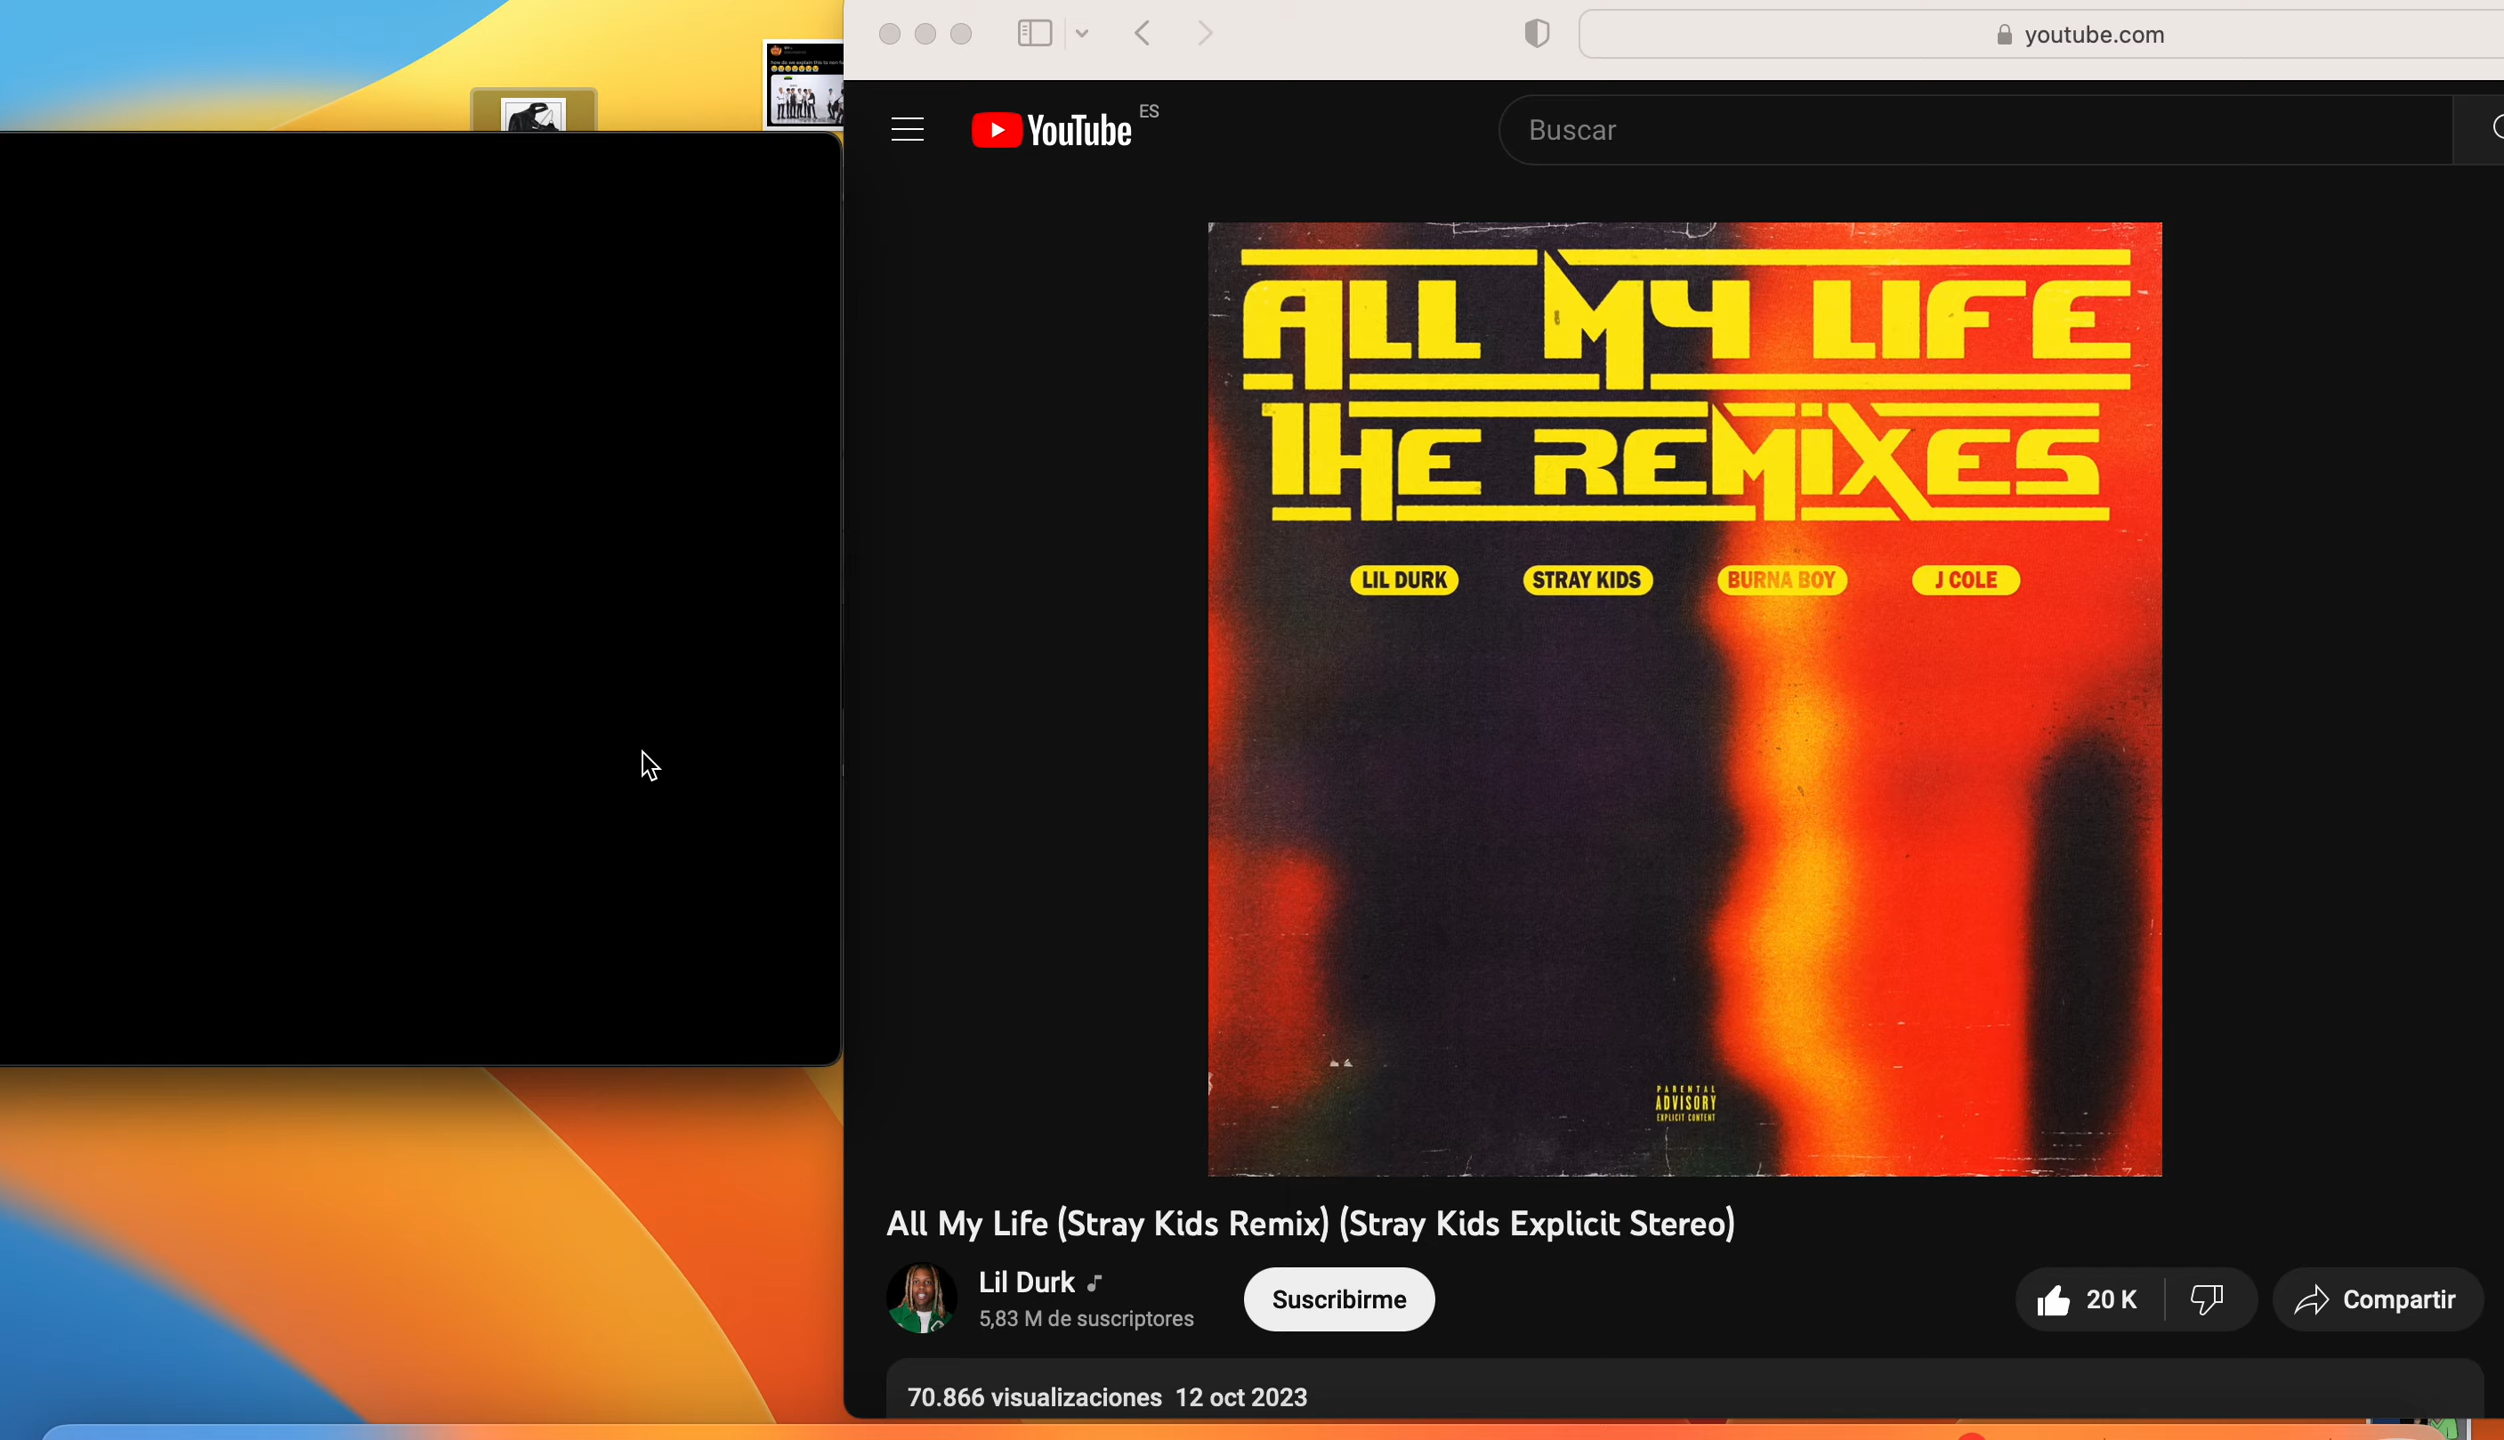 youtube.com
YouTube ES
Buscar
ALL MY LIFE
THE REMIXES
LIL DURK STRAY KIDS BURNA BOY J COLE
PARENTAL
ADVISORY
EXPLICIT CONTENT
All My Life (Stray Kids Remix) (Stray Kids Explicit Stereo)
Lil Durk
5,83 M de suscriptores
Suscribirme
20 K
Compartir
70.866 visualizaciones 12 oct 2023